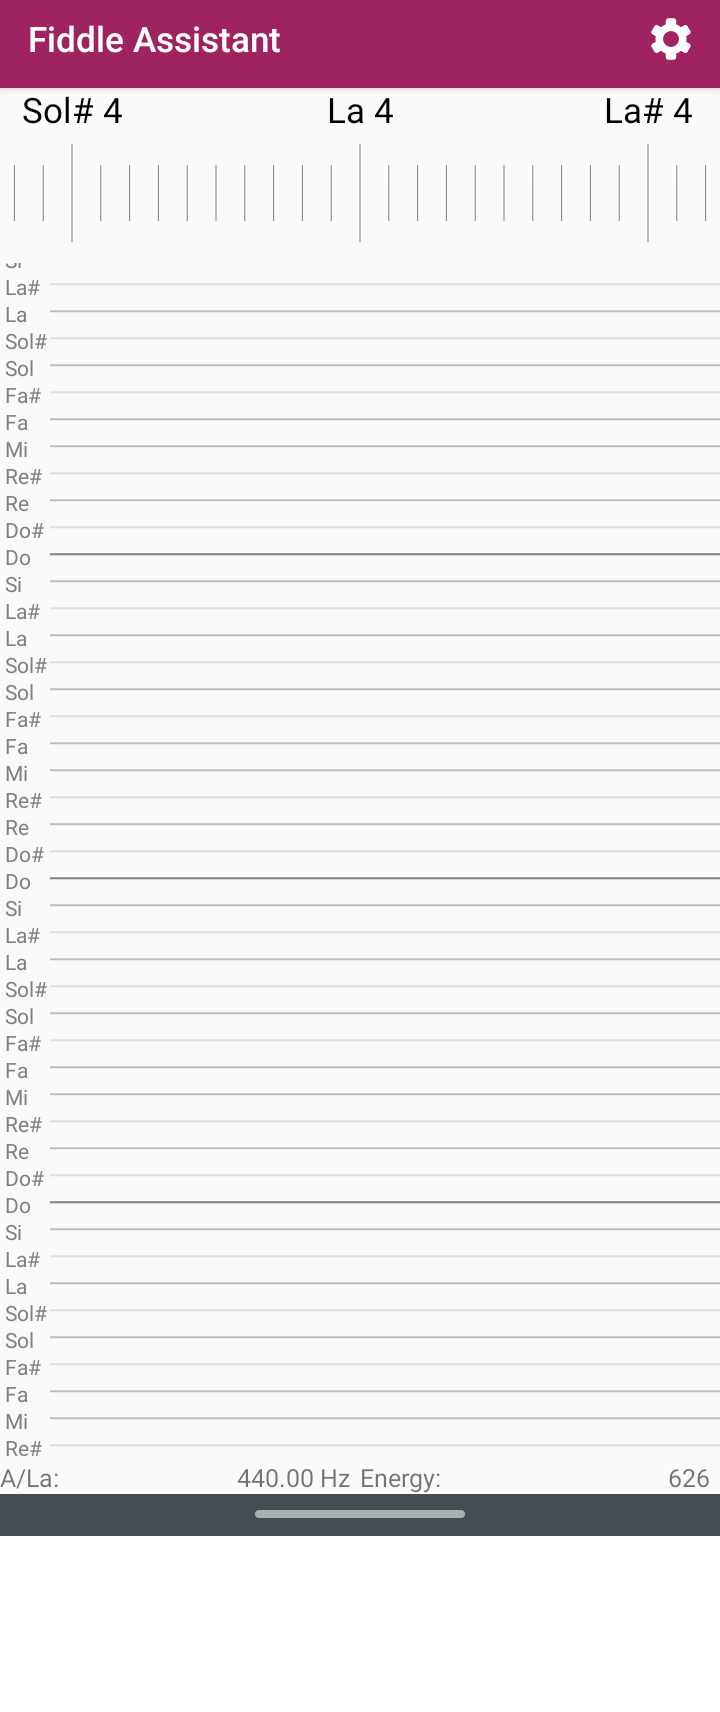 Fiddle Assistant
Sol# 4 La 4 La# 4
La#
La
Sol#
Sol
Fa#
Fa
Mi
Re#
Re
Do#
Do
Si
La#
La
Sol#
Sol
Fa#
Fa
Mi
Re#
Re
Do#
Do
Si
La#
La
Sol#
Sol
Fa#
Fa
Mi
Re#
Re
Do#
Do
Si
La#
La
Sol#
Sol
Fa#
Fa
Mi
Re#
A/La: 440.00 Hz Energy: 626